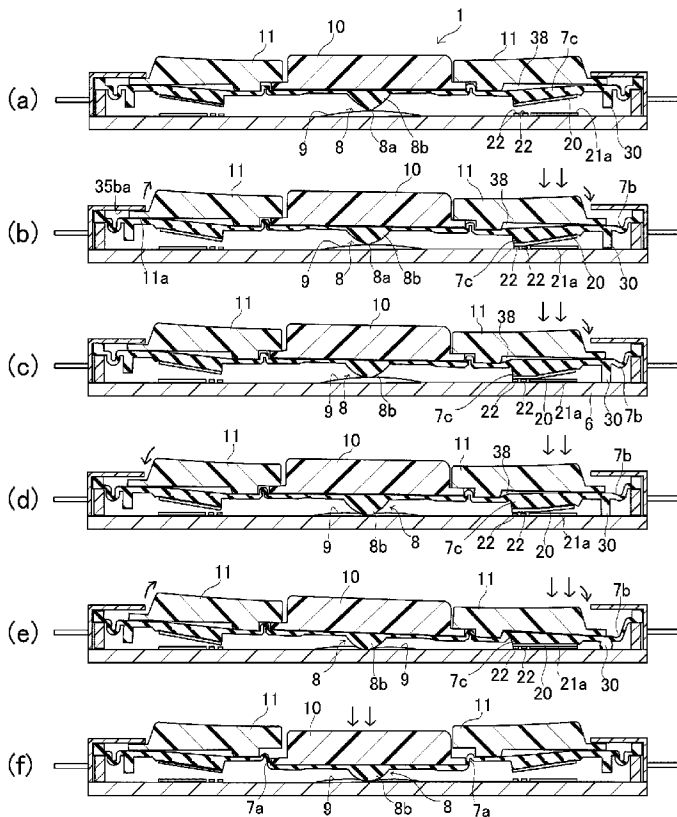 1
10
11 11 38 7c
(a)
9 8 8a 8b 22 22 20 21a 30
35ba 11 10 11 38 7b
(b)
11a 9 8 8a 8b 7c 22 22 21a 20 30
11 10 11 38
(c)
9 8 8b 7c 22 22 20 21a 6 30 7b
11 10 11 38 7b
(d)
9 8b 8 7c 22 22 20 21a 30
11 10 11 7b
(e)
8 8b 9 7c 22 22 20 21a 30
11 10 11
(f)
7a 9 8b 8 7a